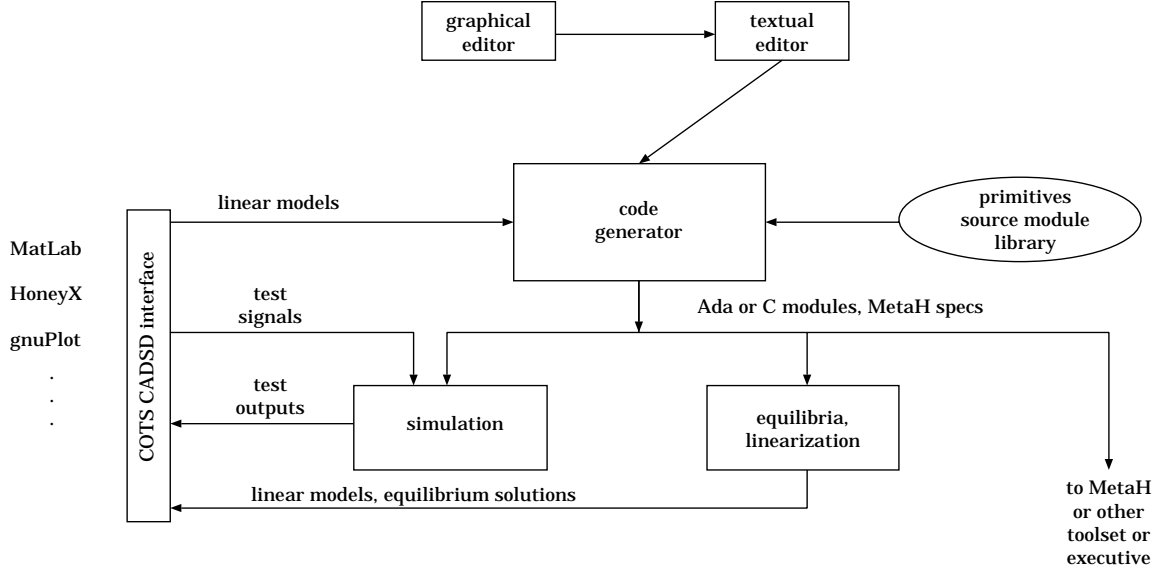 graphical
editor
textual
editor
code
generator
primitives
source module
library
linear models
MatLab
HoneyX
gnuPlot
.
.
.
COTS CADSD interface
test
signals
Ada or C modules, MetaH specs
test
outputs
simulation
equilibria,
linearization
linear models, equilibrium solutions
to MetaH
or other
toolset or
executive